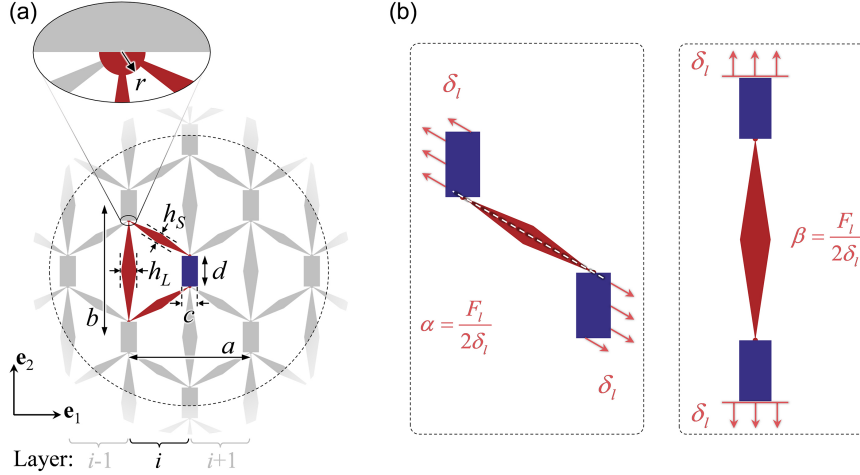 (a)
r
h_S
h_L
d
b
c
a
e_2
e_1
Layer: i-1 i i+1
(b)
δ_l
α = F_l / 2δ_l
δ_l
δ_l
β = F_l / 2δ_l
δ_l